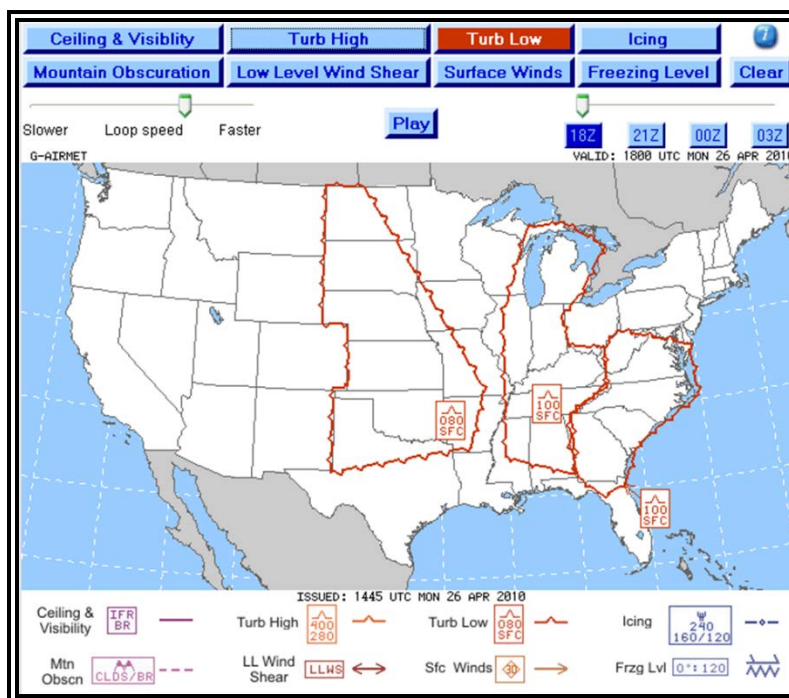 Ceiling & Visiblity Turb High Turb Low Icing
Mountain Obscuration Low Level Wind Shear Surface Winds Freezing Level Clear
Slower Loop speed Faster Play 18Z 21Z 00Z 03Z
G-AIRMET VALID: 1800 UTC MON 26 APR 2010
080
SFC
100
SFC
100
SFC
ISSUED: 1445 UTC MON 26 APR 2010
Ceiling & Visibility IFR BR Turb High 400 280 Turb Low 080 SFC Icing 240 160/120
Mtn Obscn CLDS/BR LL Wind Shear LLWS Sfc Winds 30 Frzg Lvl 0°:120